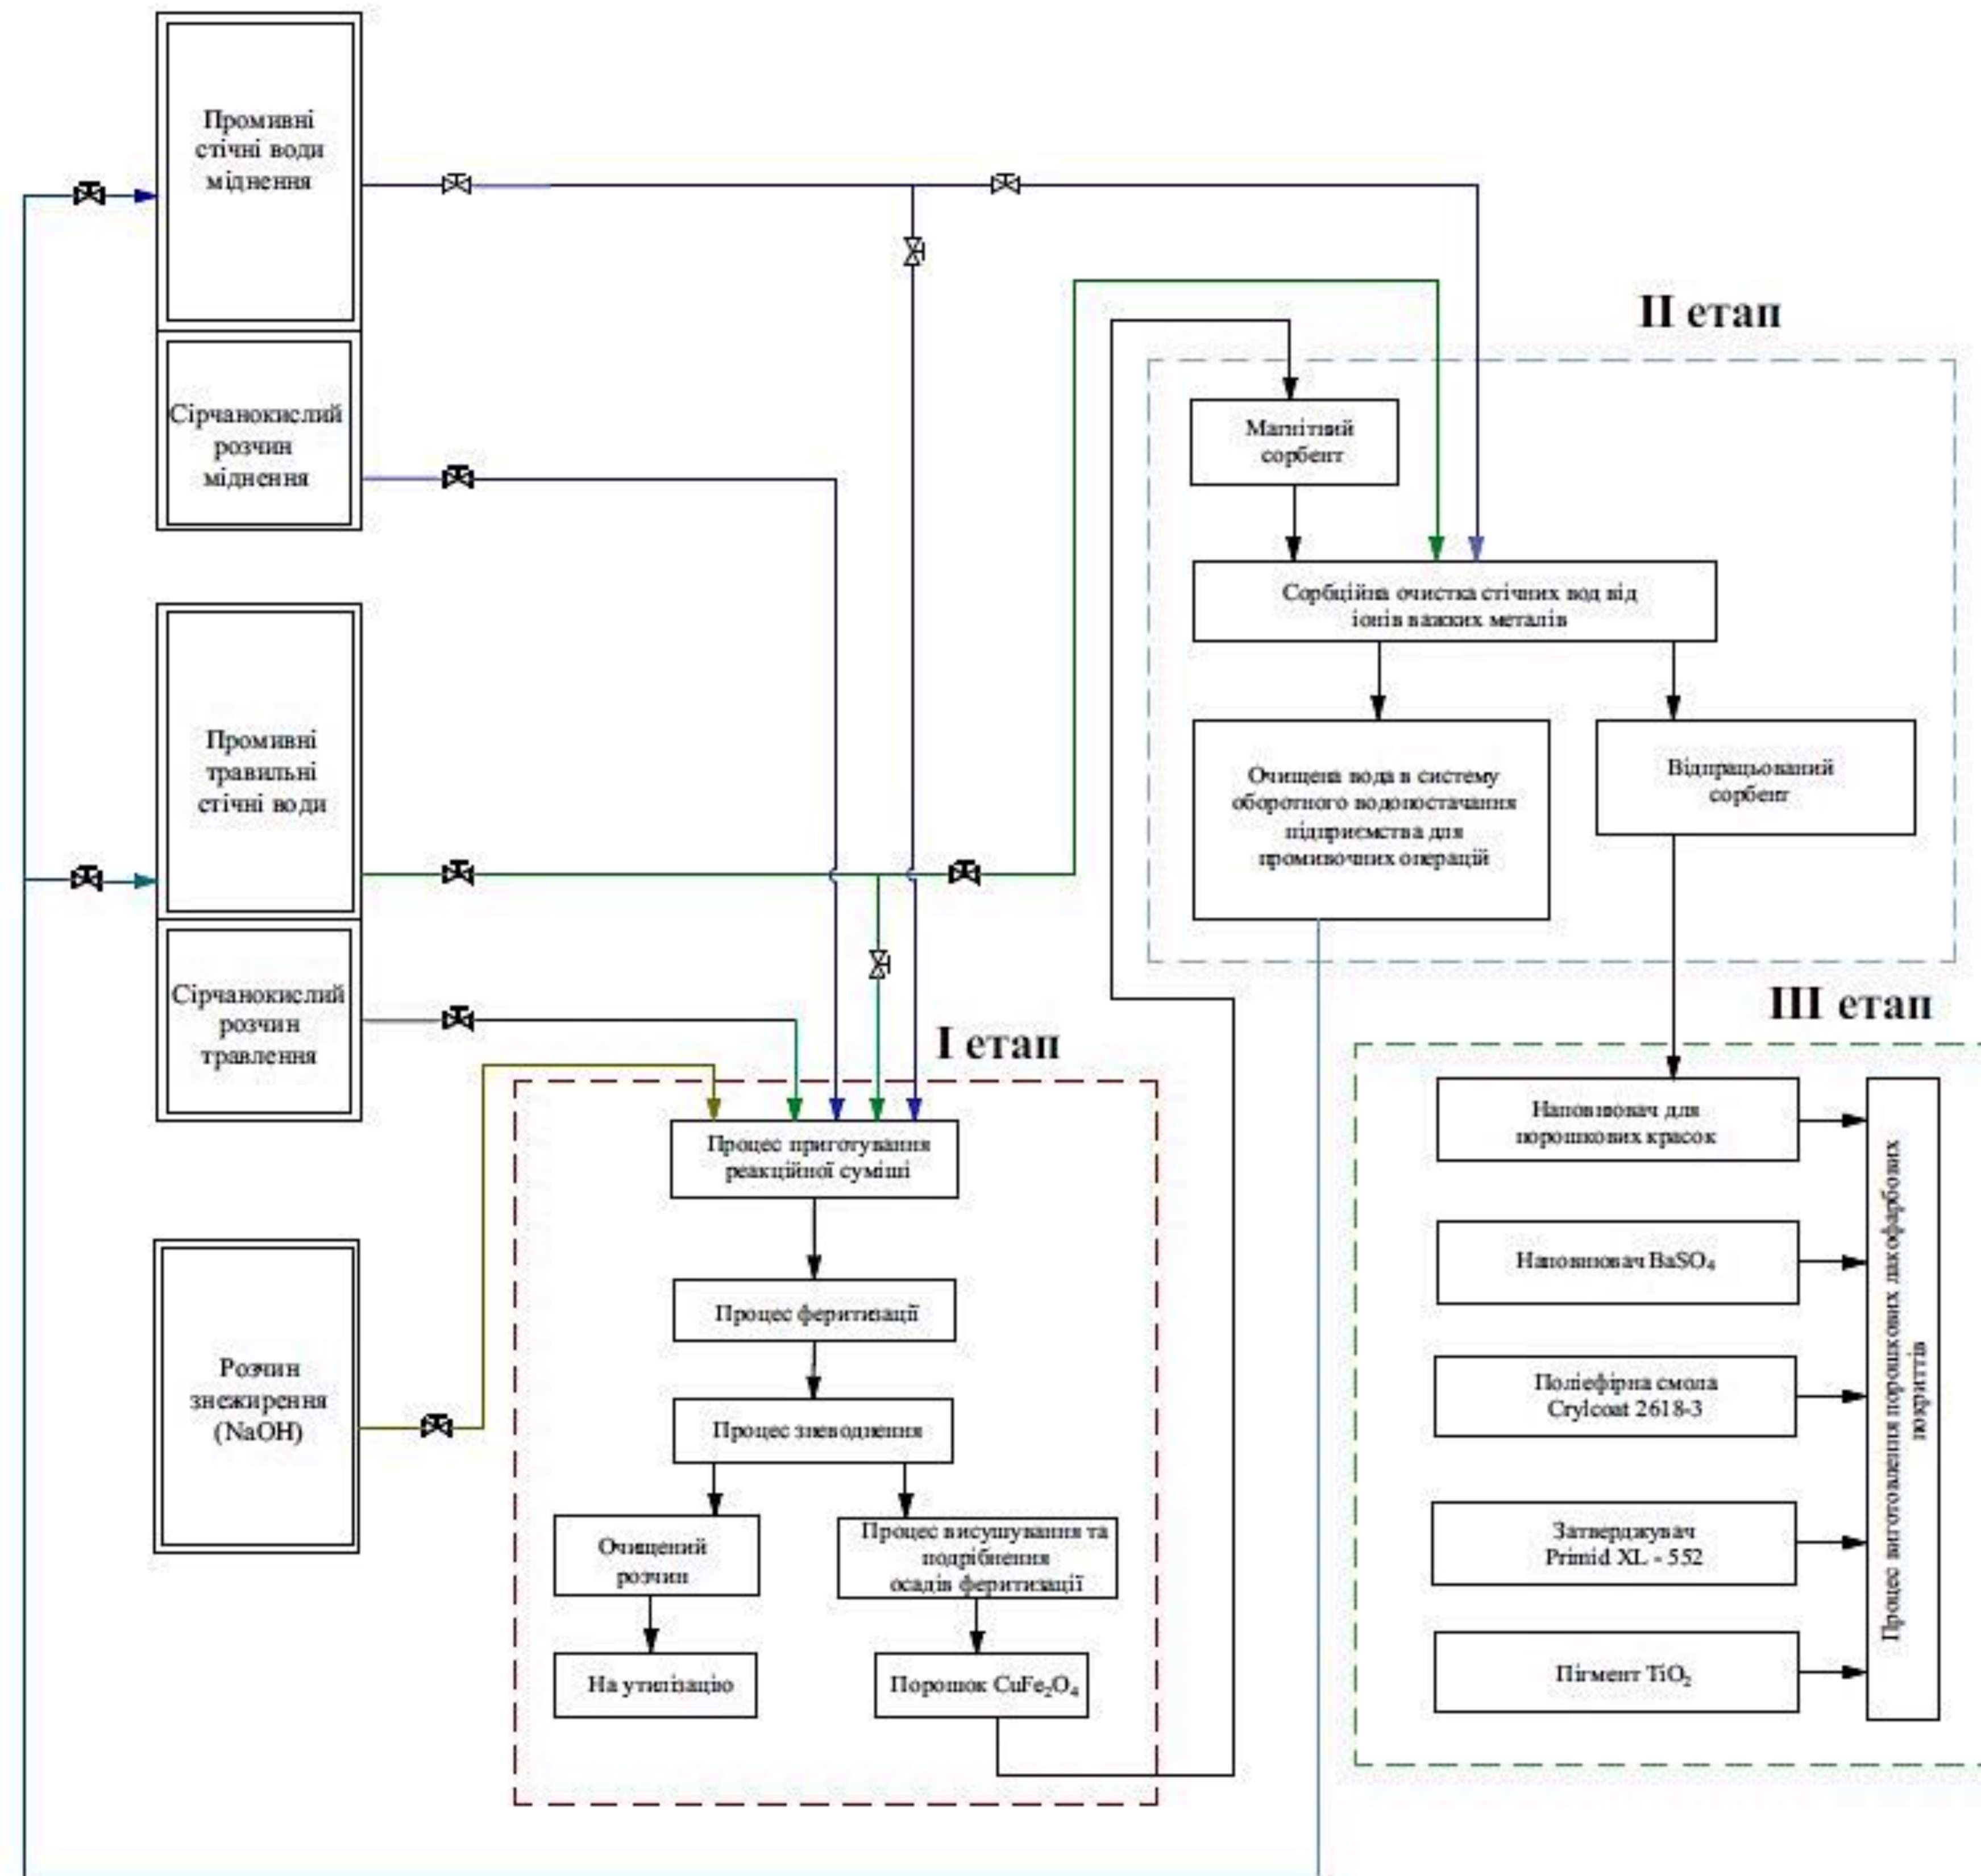 Промивні
стічні води
міднення
Сірчанокислий
розчин
міднення
II етап
Магнітний
сорбент
Сорбційна очистка стічних вод від
іонів важких металів
Промивні
травильні
стічні води
Очищена вода в систему
оборотного водопостачання
підприємства для
промивочних операцій
Відпрацьований
сорбент
Сірчанокислий
розчин
травлення
I етап
III етап
Процес приготування
реакційної суміші
Процес феритизації
Процес зневоднення
Очищений
розчин
Процес висушування та
подрібнення
осадів феритизації
На утилізацію
Порошок CuFe₂O₄
Розчин
знежирення
(NaOH)
Наповнювач для
порошкових красок
Наповнювач BaSO₄
Поліефірна смола
Crylcoat 2618-3
Затверджувач
Primid XL - 552
Пігмент TiO₂
Процес виготовлення порошкових лакофарбових
покриттів